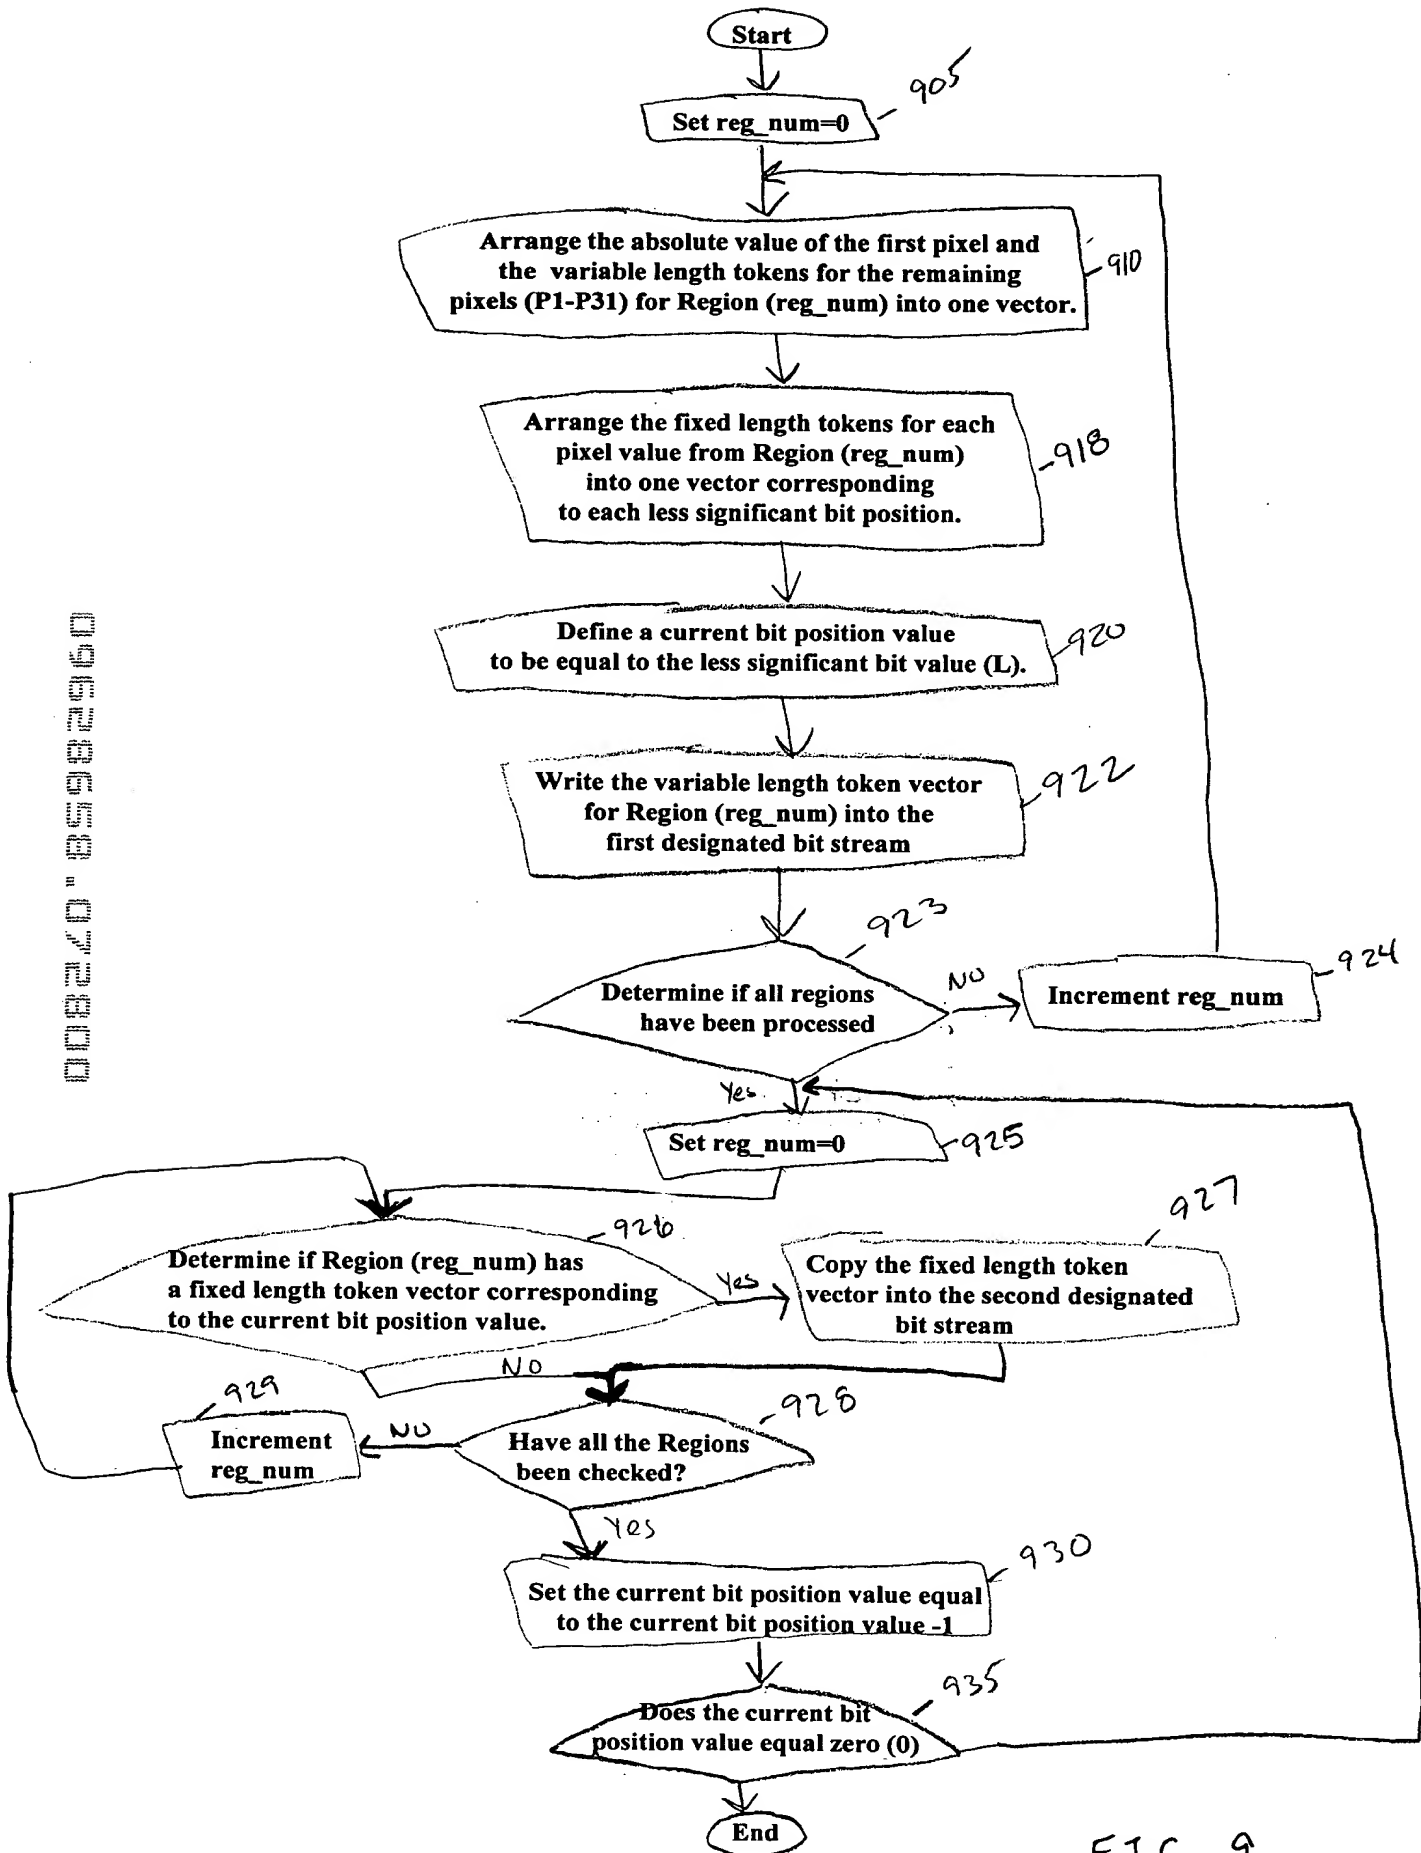 Start
Set reg_num=0
905
Arrange the absolute value of the first pixel and
the variable length tokens for the remaining
pixels (P1-P31) for Region (reg_num) into one vector.
910
Arrange the fixed length tokens for each
pixel value from Region (reg_num)
into one vector corresponding
to each less significant bit position.
918
Define a current bit position value
to be equal to the less significant bit value (L).
920
Write the variable length token vector
for Region (reg_num) into the
first designated bit stream
922
923
Determine if all regions
have been processed
NO
Increment reg_num
924
Yes
Set reg_num=0
925
926
Determine if Region (reg_num) has
a fixed length token vector corresponding
to the current bit position value.
Yes
927
Copy the fixed length token
vector into the second designated
bit stream
NO
929
Increment
reg_num
NO
928
Have all the Regions
been checked?
Yes
930
Set the current bit position value equal
to the current bit position value -1
935
Does the current bit
position value equal zero (0)
End
FIG. 9
09628658.072800